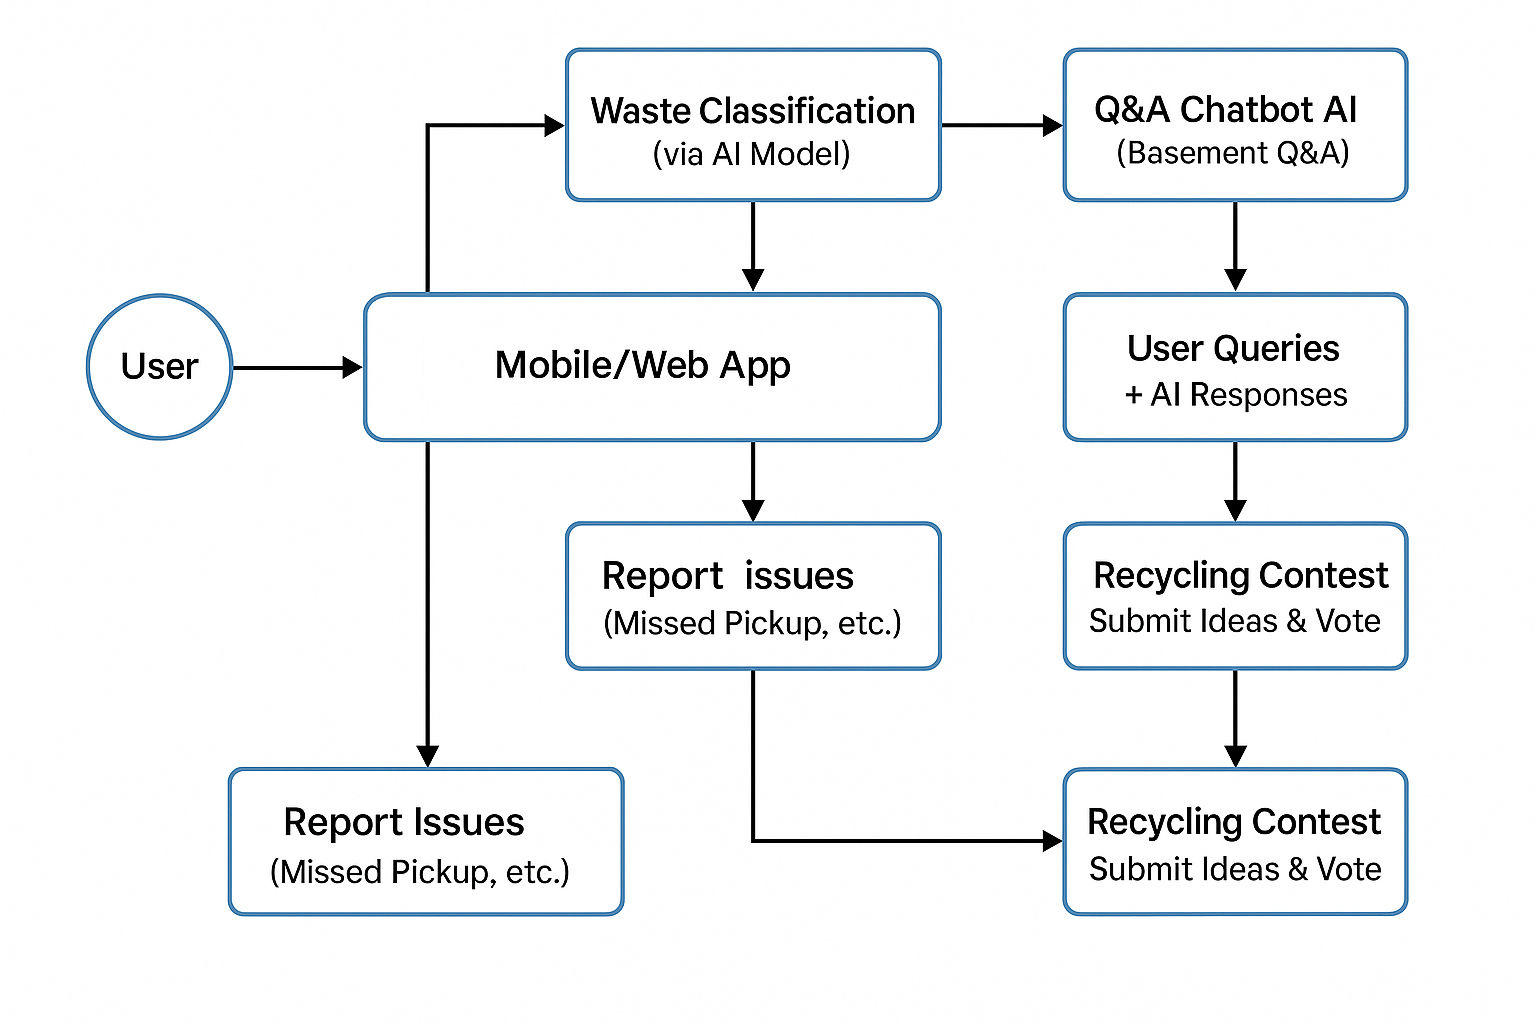 Waste Classification
(via AI Model)
Q&A Chatbot AI
(Basement Q&A)
User
Mobile/Web App
User Queries
+ AI Responses
Report issues
(Missed Pickup, etc.)
Recycling Contest
Submit Ideas & Vote
Report Issues
(Missed Pickup, etc.)
Recycling Contest
Submit Ideas & Vote